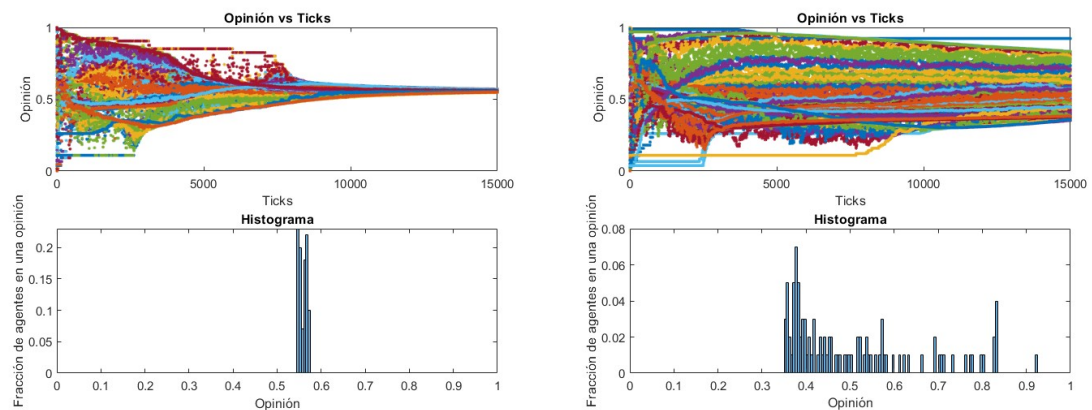 Opinión vs Ticks
Opinión
1
0.5
0
0 5000 10000 15000
Ticks
Histograma
Fracción de agentes en una opinión
0.2
0.15
0.1
0.05
0
0 0.1 0.2 0.3 0.4 0.5 0.6 0.7 0.8 0.9 1
Opinión
Opinión vs Ticks
Opinión
1
0.5
0
0 5000 10000 15000
Ticks
Histograma
Fracción de agentes en una opinión
0.08
0.06
0.04
0.02
0
0 0.1 0.2 0.3 0.4 0.5 0.6 0.7 0.8 0.9 1
Opinión